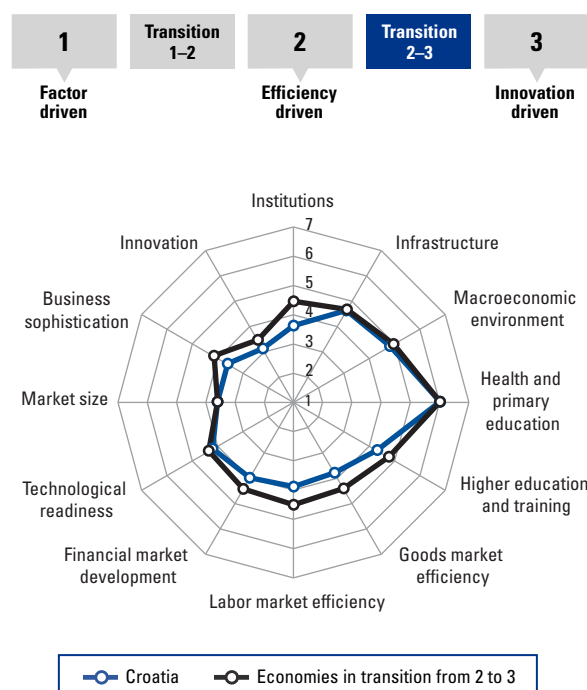 1
Transition
1–2
2
Transition
2–3
3
Factor
driven
Efficiency
driven
Innovation
driven
Institutions
7
Innovation
6
Infrastructure
5
Business
sophistication
4
Macroeconomic
environment
3
2
Market size
1
Health and
primary
education
Technological
readiness
Higher education
and training
Financial market
development
Goods market
efficiency
Labor market efficiency
Croatia
Economies in transition from 2 to 3